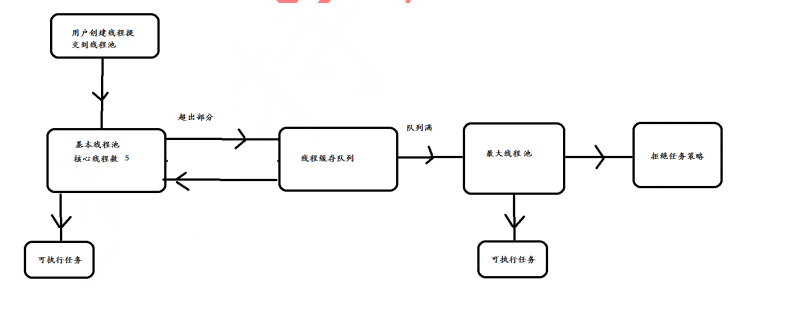 用户创建线程提
交到线程池
超出部分
队列满
基本线程池
核心线程数 5
线程缓存队列
最大线程池
拒绝任务策略
可执行任务
可执行任务